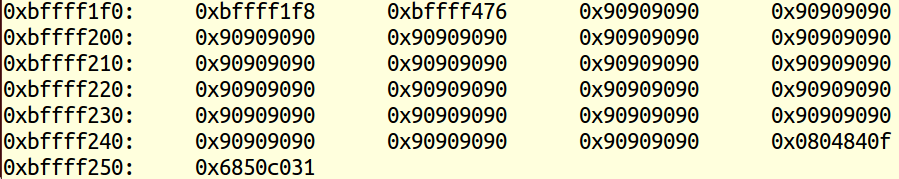 0xbffff1f0: 0xbffff1f8 0xbffff476 0x90909090 0x90909090
0xbffff200: 0x90909090 0x90909090 0x90909090 0x90909090
0xbffff210: 0x90909090 0x90909090 0x90909090 0x90909090
0xbffff220: 0x90909090 0x90909090 0x90909090 0x90909090
0xbffff230: 0x90909090 0x90909090 0x90909090 0x90909090
0xbffff240: 0x90909090 0x90909090 0x90909090 0x0804840f
0xbffff250: 0x6850c031